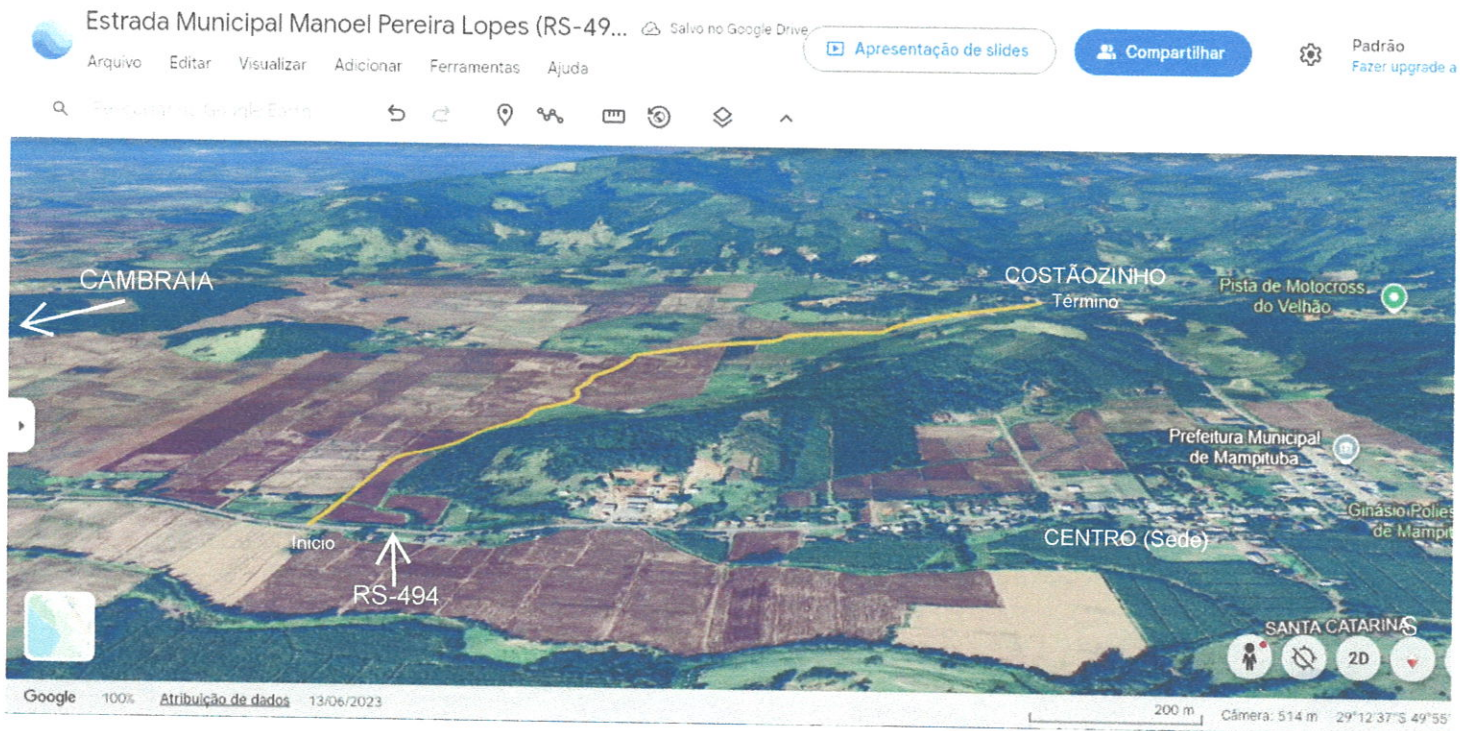 Estrada Municipal Manoel Pereira Lopes (RS-49... Salvo no Google Drive
Apresentação de slides
Compartilhar
Padrão
Fazer upgrade a
Arquivo Editar Visualizar Adicionar Ferramentas Ajuda
CAMBRAIA
COSTÃOZINHO
Término
Pista de Motocross
do Velhão
Prefeitura Municipal
de Mampituba
Ginásio Polies
de Mampit
CENTRO (Sede)
Início
RS-494
SANTA CATARINA
S
2D
Google 100% Atribuição de dados 13/06/2023
200 m Câmera: 514 m 29°12'37"S 49°55'